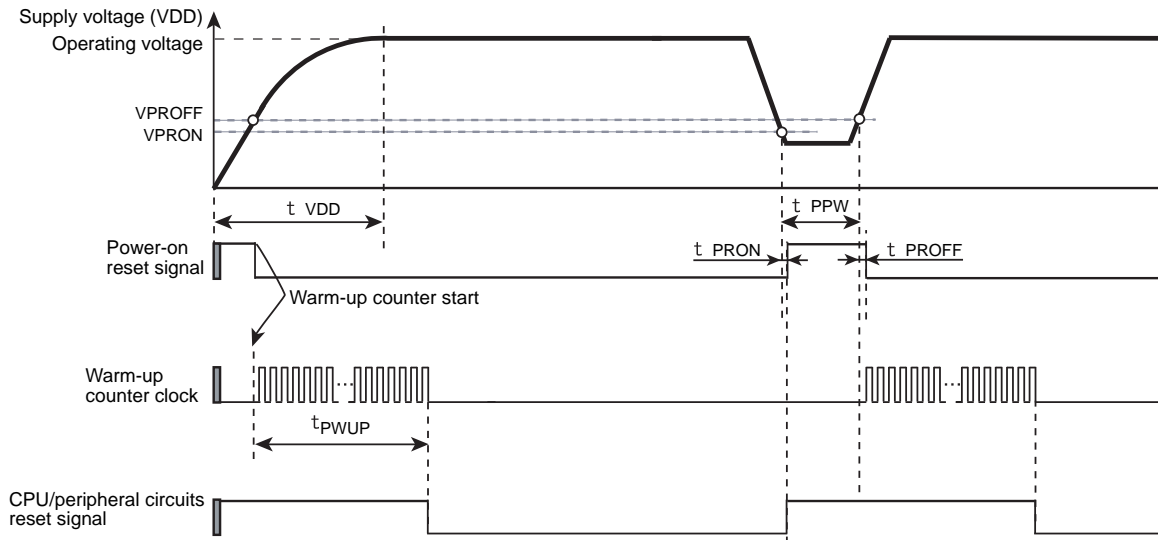 Supply voltage (VDD)
Operating voltage
VPROFF
VPRON
t VDD
t PPW
Power-on
reset signal
t PRON
t PROFF
Warm-up counter start
Warm-up
counter clock
tPWUP
CPU/peripheral circuits
reset signal